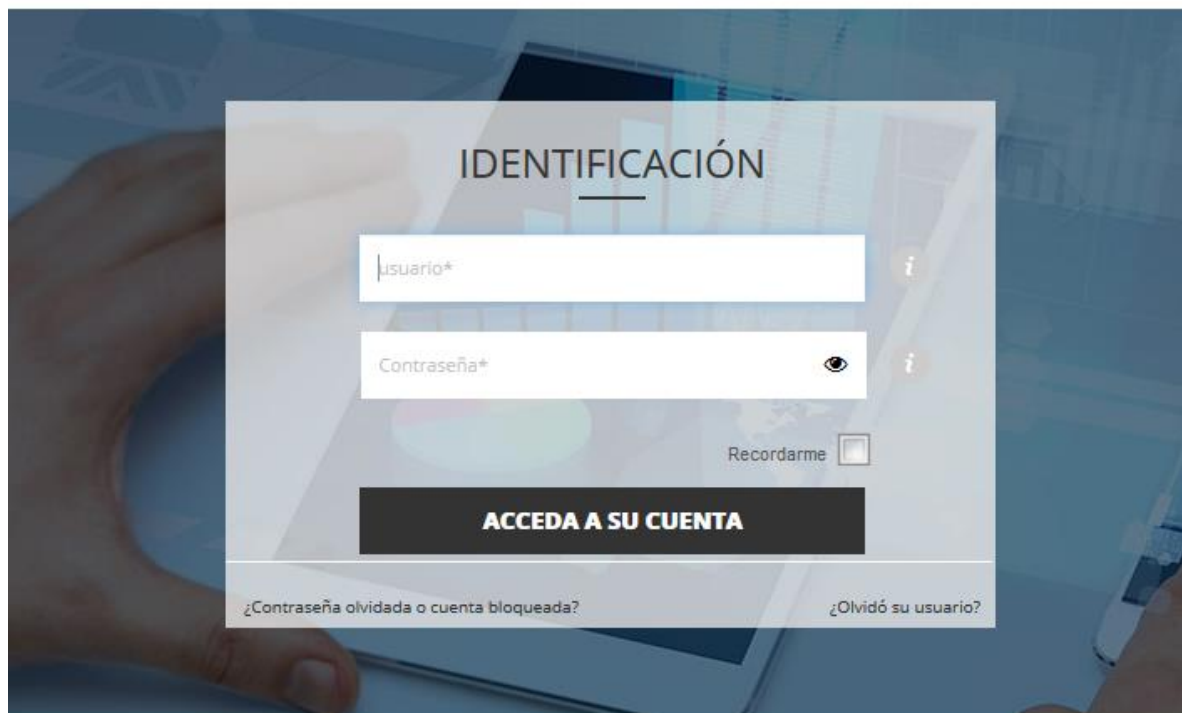 IDENTIFICACIÓN
usuario*
Contraseña*
Recordarme
ACCEDA A SU CUENTA
¿Contraseña olvidada o cuenta bloqueada?
¿Olvidó su usuario?